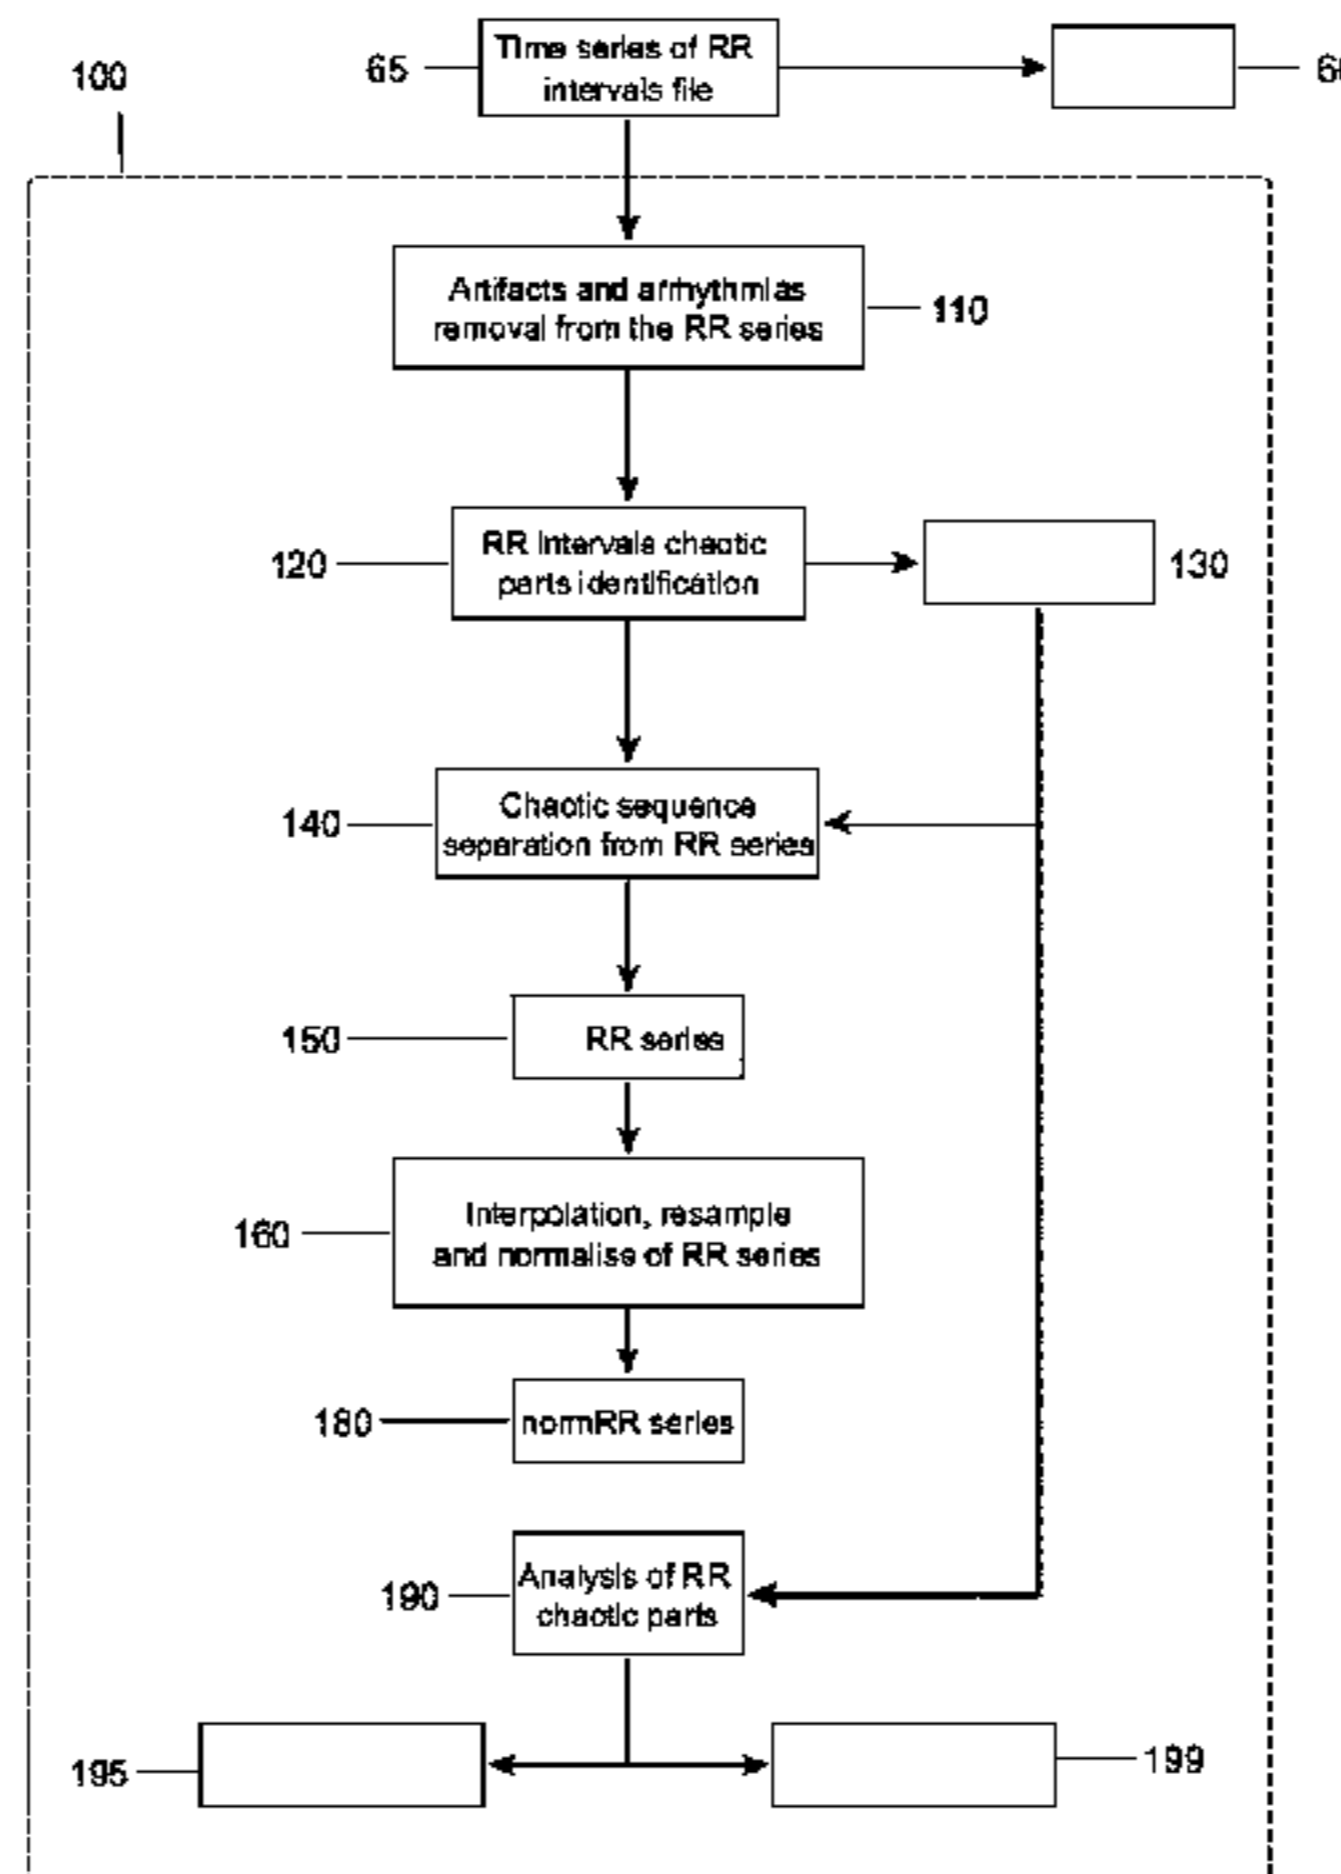 100
65
Time series of RR
intervals file
Artifacts and arrhythmias
removal from the RR series
110
120
RR intervals chaotic
parts identification
130
140
Chaotic sequence
separation from RR series
150
RR series
160
Interpolation, resample
and normalise of RR series
180
normRR series
190
Analysis of RR
chaotic parts
195
199